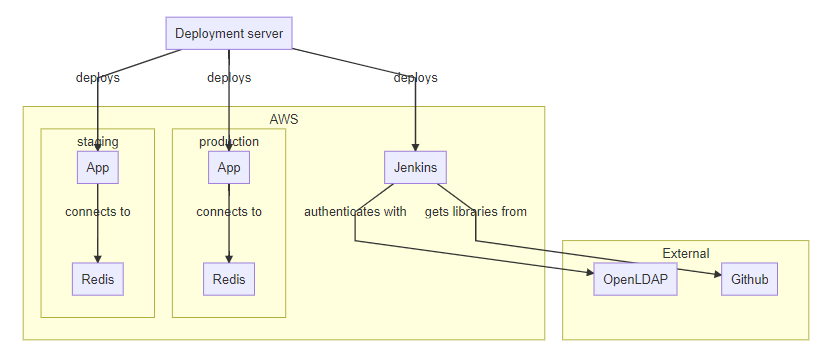 Deployment server
deploys
deploys
deploys
AWS
staging
production
App
App
Jenkins
connects to
connects to
authenticates with
gets libraries from
External
Redis
Redis
OpenLDAP
Github